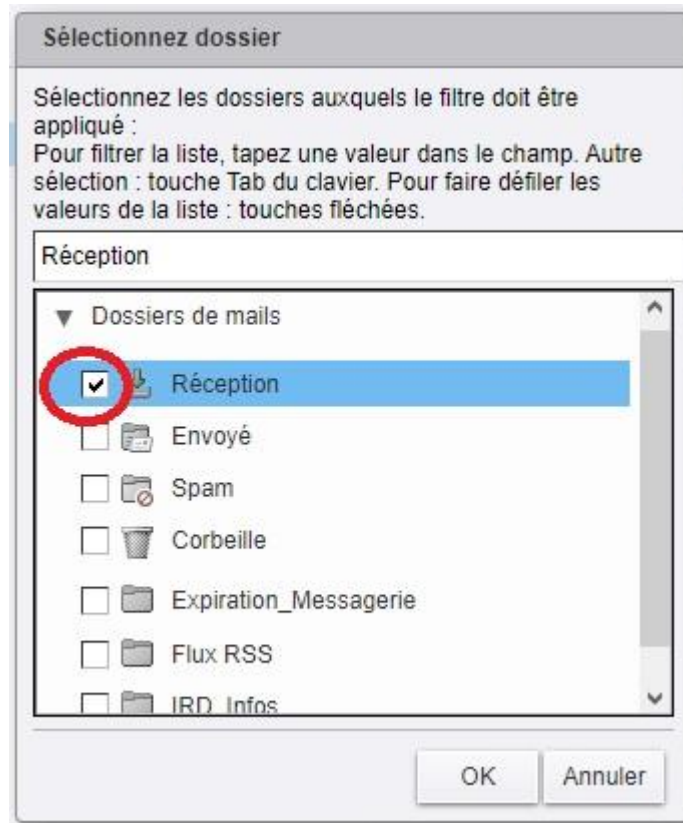 Sélectionnez dossier
Sélectionnez les dossiers auxquels le filtre doit être
appliqué :
Pour filtrer la liste, tapez une valeur dans le champ. Autre
sélection : touche Tab du clavier. Pour faire défiler les
valeurs de la liste : touches fléchées.
Réception
Dossiers de mails
Réception
Envoyé
Spam
Corbeille
Expiration_Messagerie
Flux RSS
IRD_Infos
OK Annuler